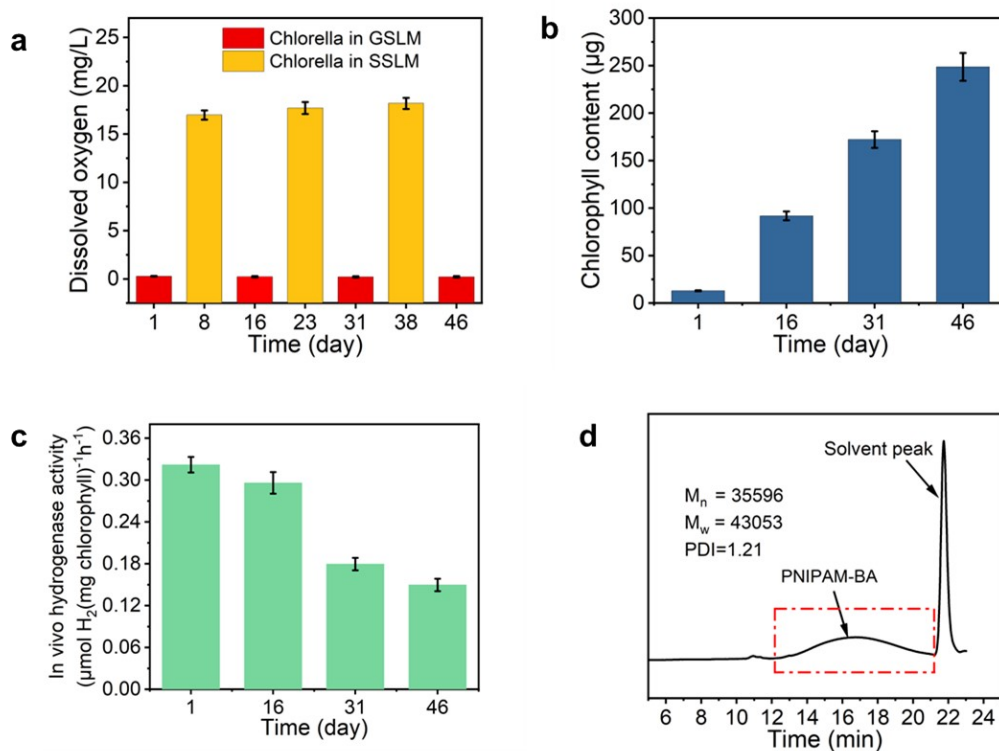 a
Dissolved oxygen (mg/L)
25
20
15
10
5
0
Chlorella in GSLM
Chlorella in SSLM
1 8 16 23 31 38 46
Time (day)
b
Chlorophyll content (µg)
300
250
200
150
100
50
0
1 16 31 46
Time (day)
c
In vivo hydrogenase activity
(µmol H₂(mg chlorophyll)⁻¹h⁻¹)
0.36
0.30
0.24
0.18
0.12
0.06
0.00
1 16 31 46
Time (day)
d
Solvent peak
Mₙ = 35596
M_w = 43053
PDI=1.21
PNIPAM-BA
6 8 10 12 14 16 18 20 22 24
Time (min)